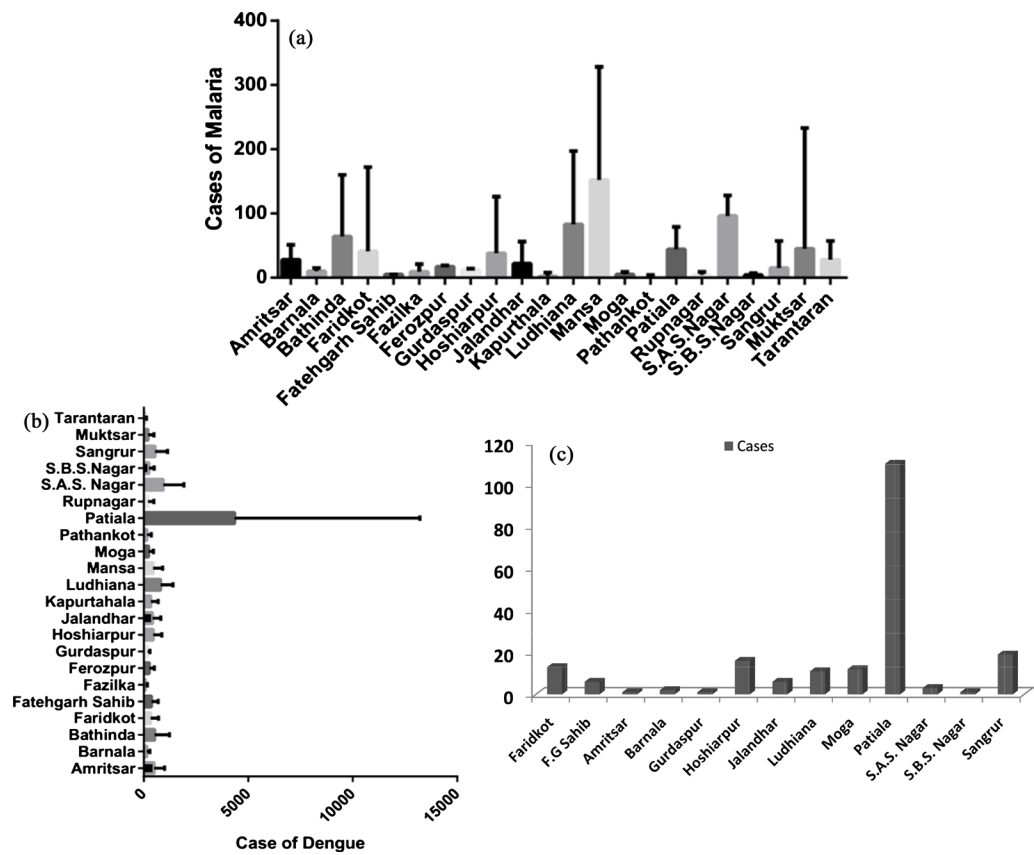 (a)
Cases of Malaria
400
300
200
100
0
Amritsar
Barnala
Bathinda
Faridkot
Fatehgarh Sahib
Fazilka
Ferozpur
Gurdaspur
Hoshiarpur
Jalandhar
Kapurthala
Ludhiana
Mansa
Moga
Pathankot
Patiala
Rupnagar
S.A.S.Nagar
S.B.S.Nagar
Sangrur
Muktsar
Tarantaran
(b)
Tarantaran
Muktsar
Sangrur
S.B.S.Nagar
S.A.S. Nagar
Rupnagar
Patiala
Pathankot
Moga
Mansa
Ludhiana
Kapurtahala
Jalandhar
Hoshiarpur
Gurdaspur
Ferozpur
Fazilka
Fatehgarh Sahib
Faridkot
Bathinda
Barnala
Amritsar
0
5000
10000
15000
Case of Dengue
(c)
Cases
120
100
80
60
40
20
0
Faridkot
F.G Sahib
Amritsar
Barnala
Gurdaspur
Hoshiarpur
Jalandhar
Ludhiana
Moga
Patiala
S.A.S. Nagar
S.B.S. Nagar
Sangrur